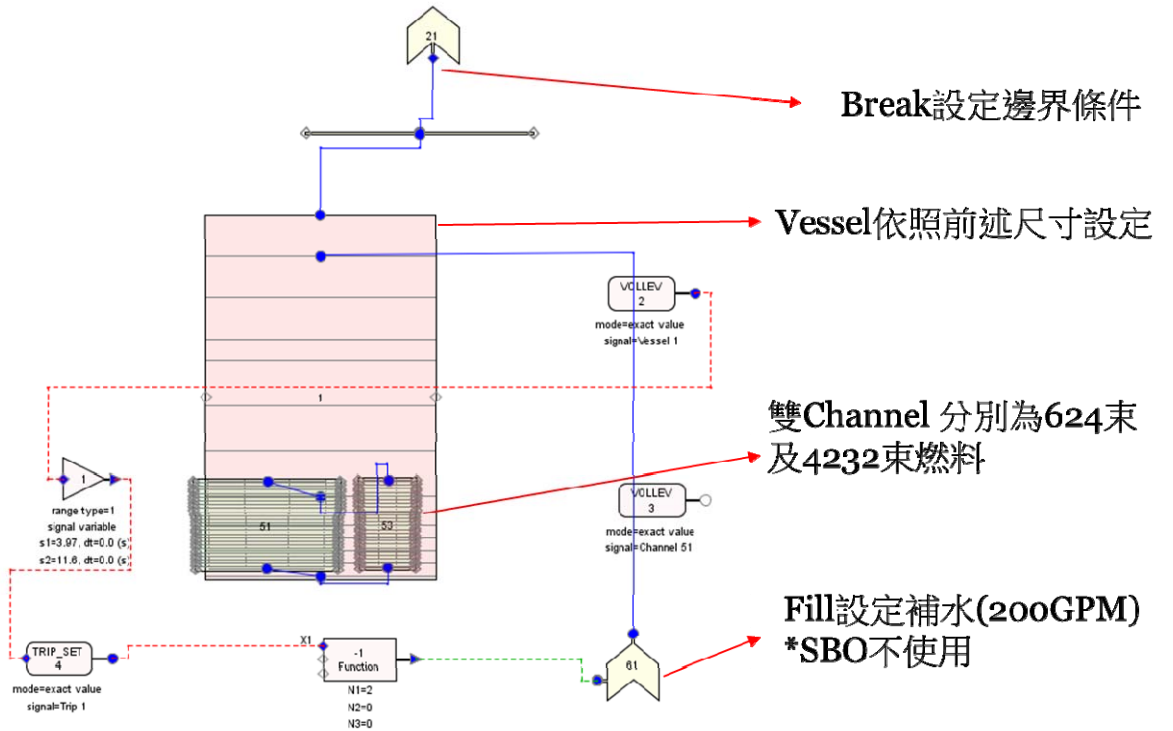 21
Break設定邊界條件
Vessel依照前述尺寸設定
VOLLEV
2
mode=exact value
signal=Vessel 1
1
雙Channel 分別為624束
及4232束燃料
1
range type=1
signal variable
s1=3.97, dt=0.0 (s)
s2=11.6, dt=0.0 (s)
51
53
VOLLEV
3
mode=exact value
signal=Channel 51
Fill設定補水(200GPM)
*SBO不使用
TRIP_SET
4
mode=exact value
signal=Trip 1
X1
-1
Function
N1=2
N2=0
N3=0
61